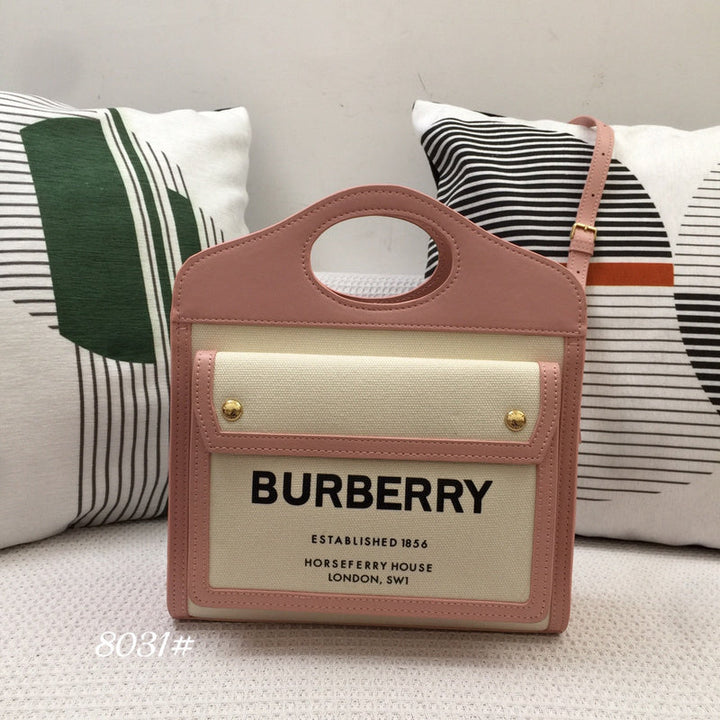 BURBERRY
ESTABLISHED 1856
HORSEFERRY HOUSE
LONDON, SW1
8031#